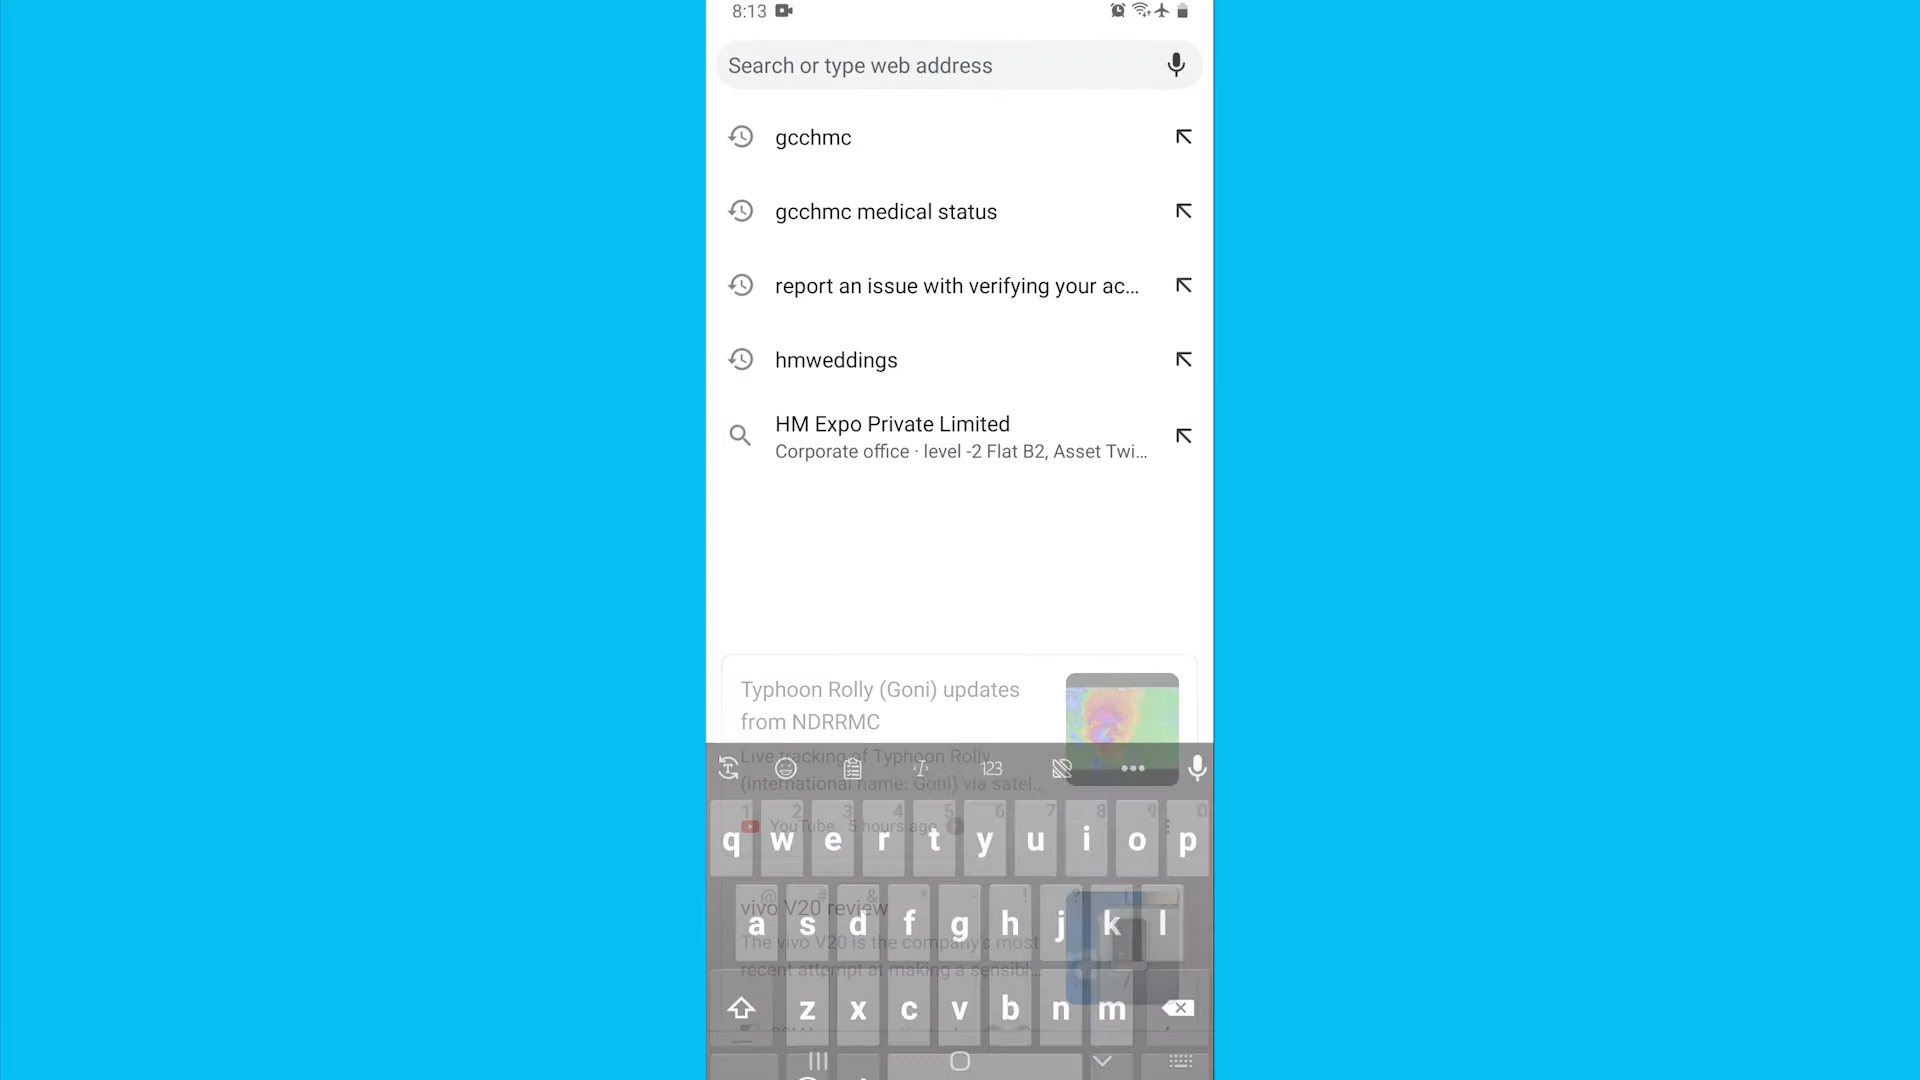 8:13
Search or type web address
gcchmc
gcchmc medical status
report an issue with verifying your ac...
hmweddings
HM Expo Private Limited
Corporate office · level -2 Flat B2, Asset Twi...
Typhoon Rolly (Goni) updates
from NDRRMC
Live tracking of Typhoon Rolly
(international name: Goni) via satel...
123
1 2 3 4 5 6 7 8 9 0
YouTube · 5 hours ago
q w e r t y u i o p
vivo V20 review
a s d f g h j k l
The vivo V20 is the company's most
recent attempt at making a sensibl...
z x c v b n m